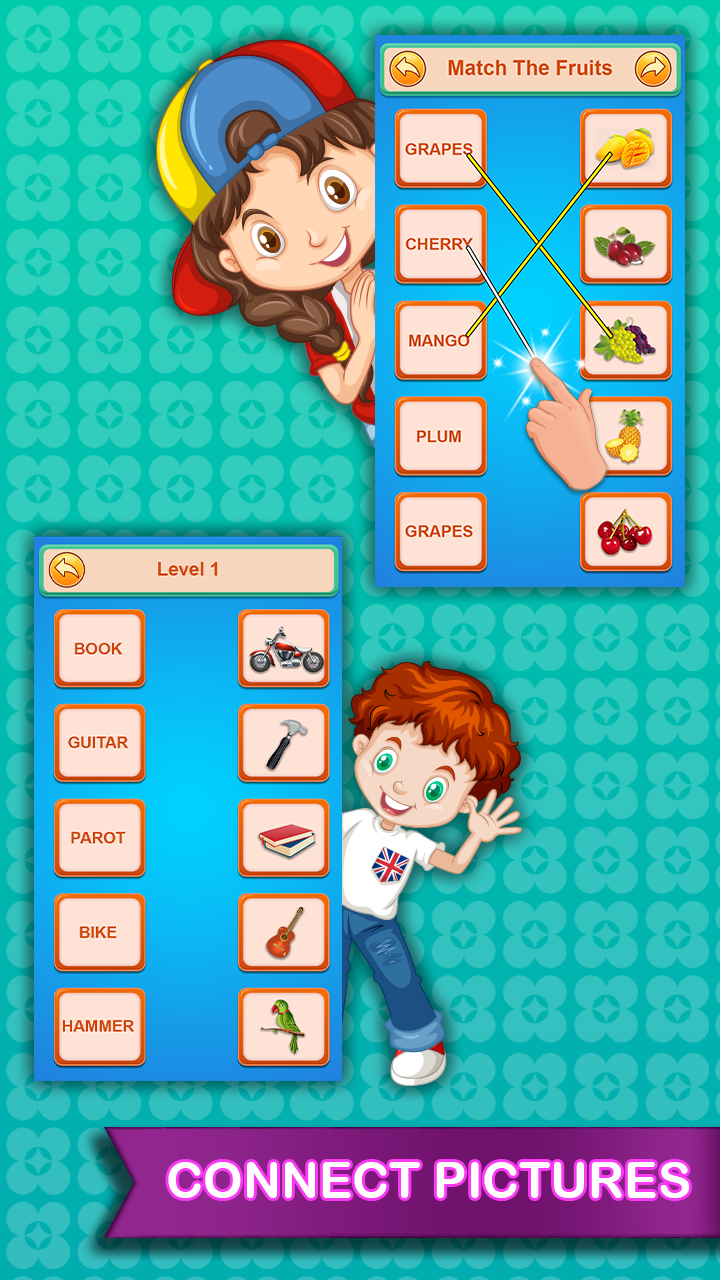 Match The Fruits
GRAPES
CHERRY
MANGO
PLUM
GRAPES
Level 1
BOOK
GUITAR
PAROT
BIKE
HAMMER
CONNECT PICTURES